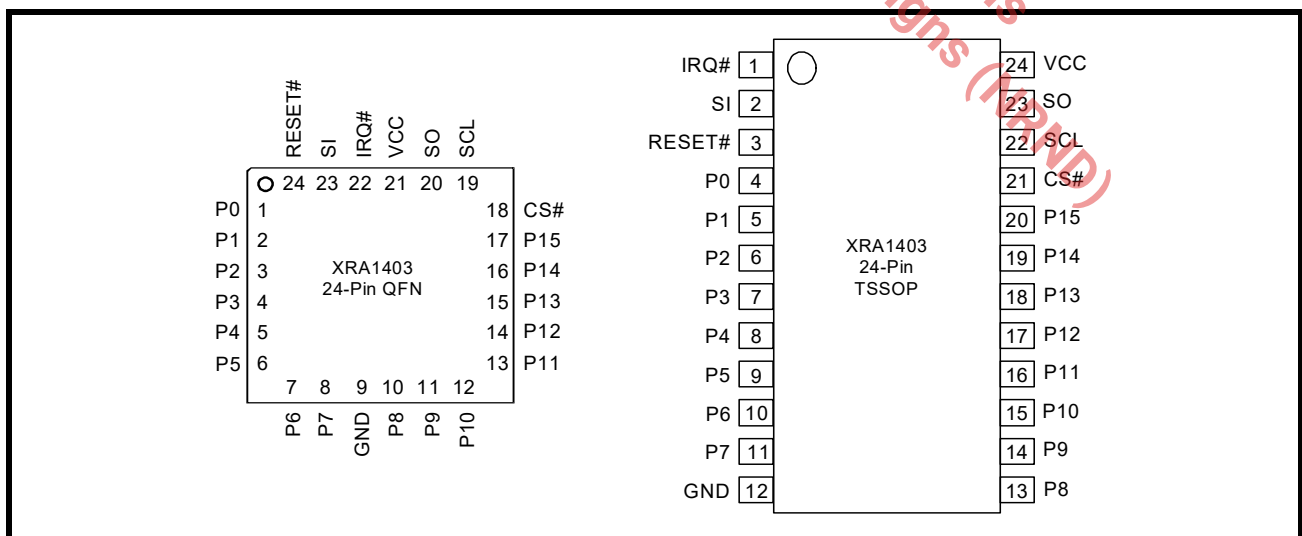 RESET#
SI
IRQ#
VCC
SO
SCL
24 23 22 21 20 19
P0 1
P1 2
P2 3
P3 4
P4 5
P5 6
XRA1403
24-Pin QFN
18 CS#
17 P15
16 P14
15 P13
14 P12
13 P11
7 8 9 10 11 12
P6
P7
GND
P8
P9
P10
IRQ# 1
SI 2
RESET# 3
P0 4
P1 5
P2 6
P3 7
P4 8
P5 9
P6 10
P7 11
GND 12
XRA1403
24-Pin
TSSOP
24 VCC
23 SO
22 SCL
21 CS#
20 P15
19 P14
18 P13
17 P12
16 P11
15 P10
14 P9
13 P8
(NRND)